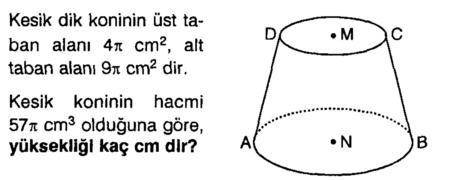 Kesik dik koninin üst ta-
ban alanı 4π cm², alt
taban alanı 9π cm² dir.
Kesik koninin hacmi
57π cm³ olduğuna göre,
yüksekliği kaç cm dir?
D M C
A N B